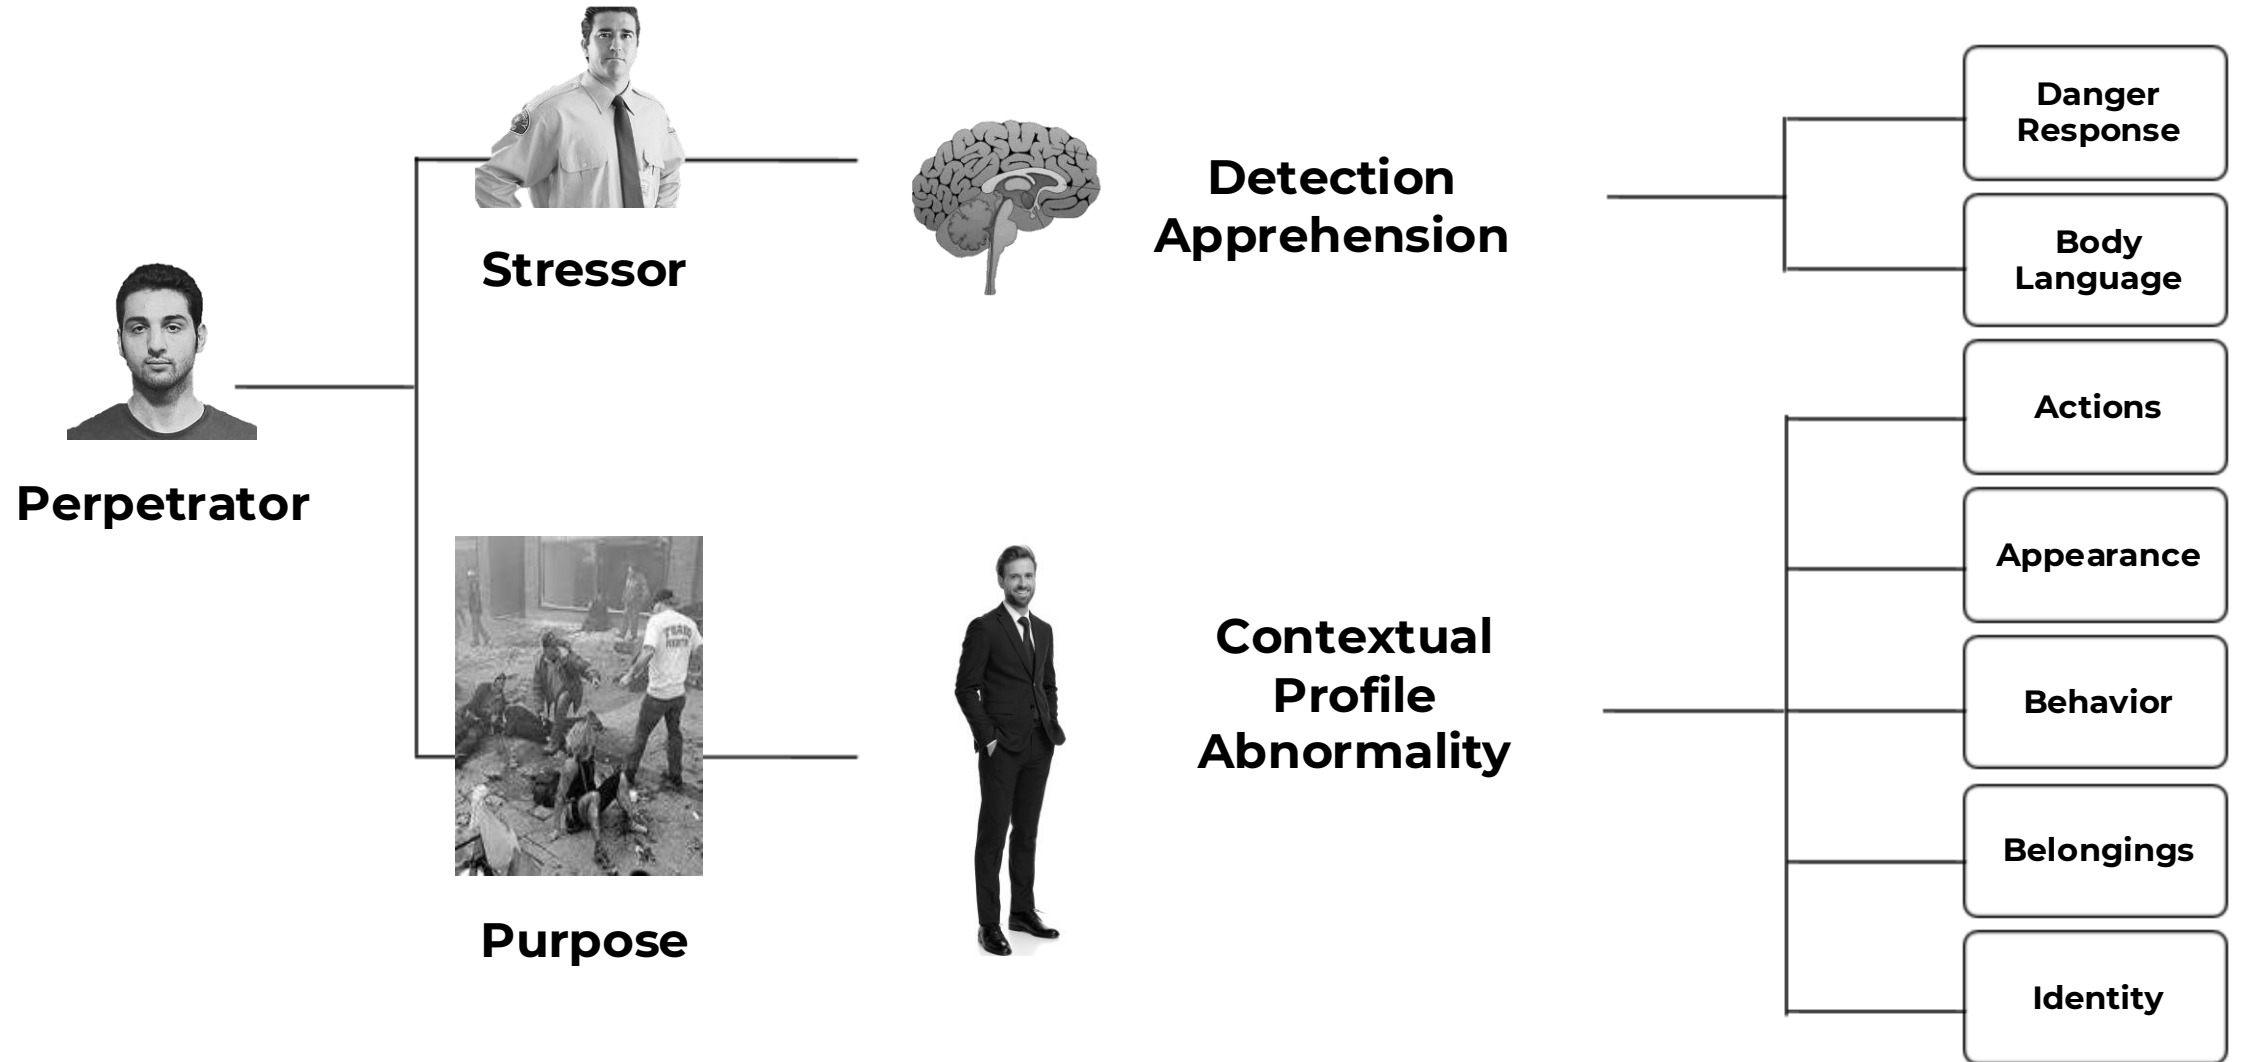 Danger
Response
Detection
Apprehension
Body
Language
Stressor
Actions
Perpetrator
Appearance
Contextual
Profile
Abnormality
Behavior
Belongings
Purpose
Identity